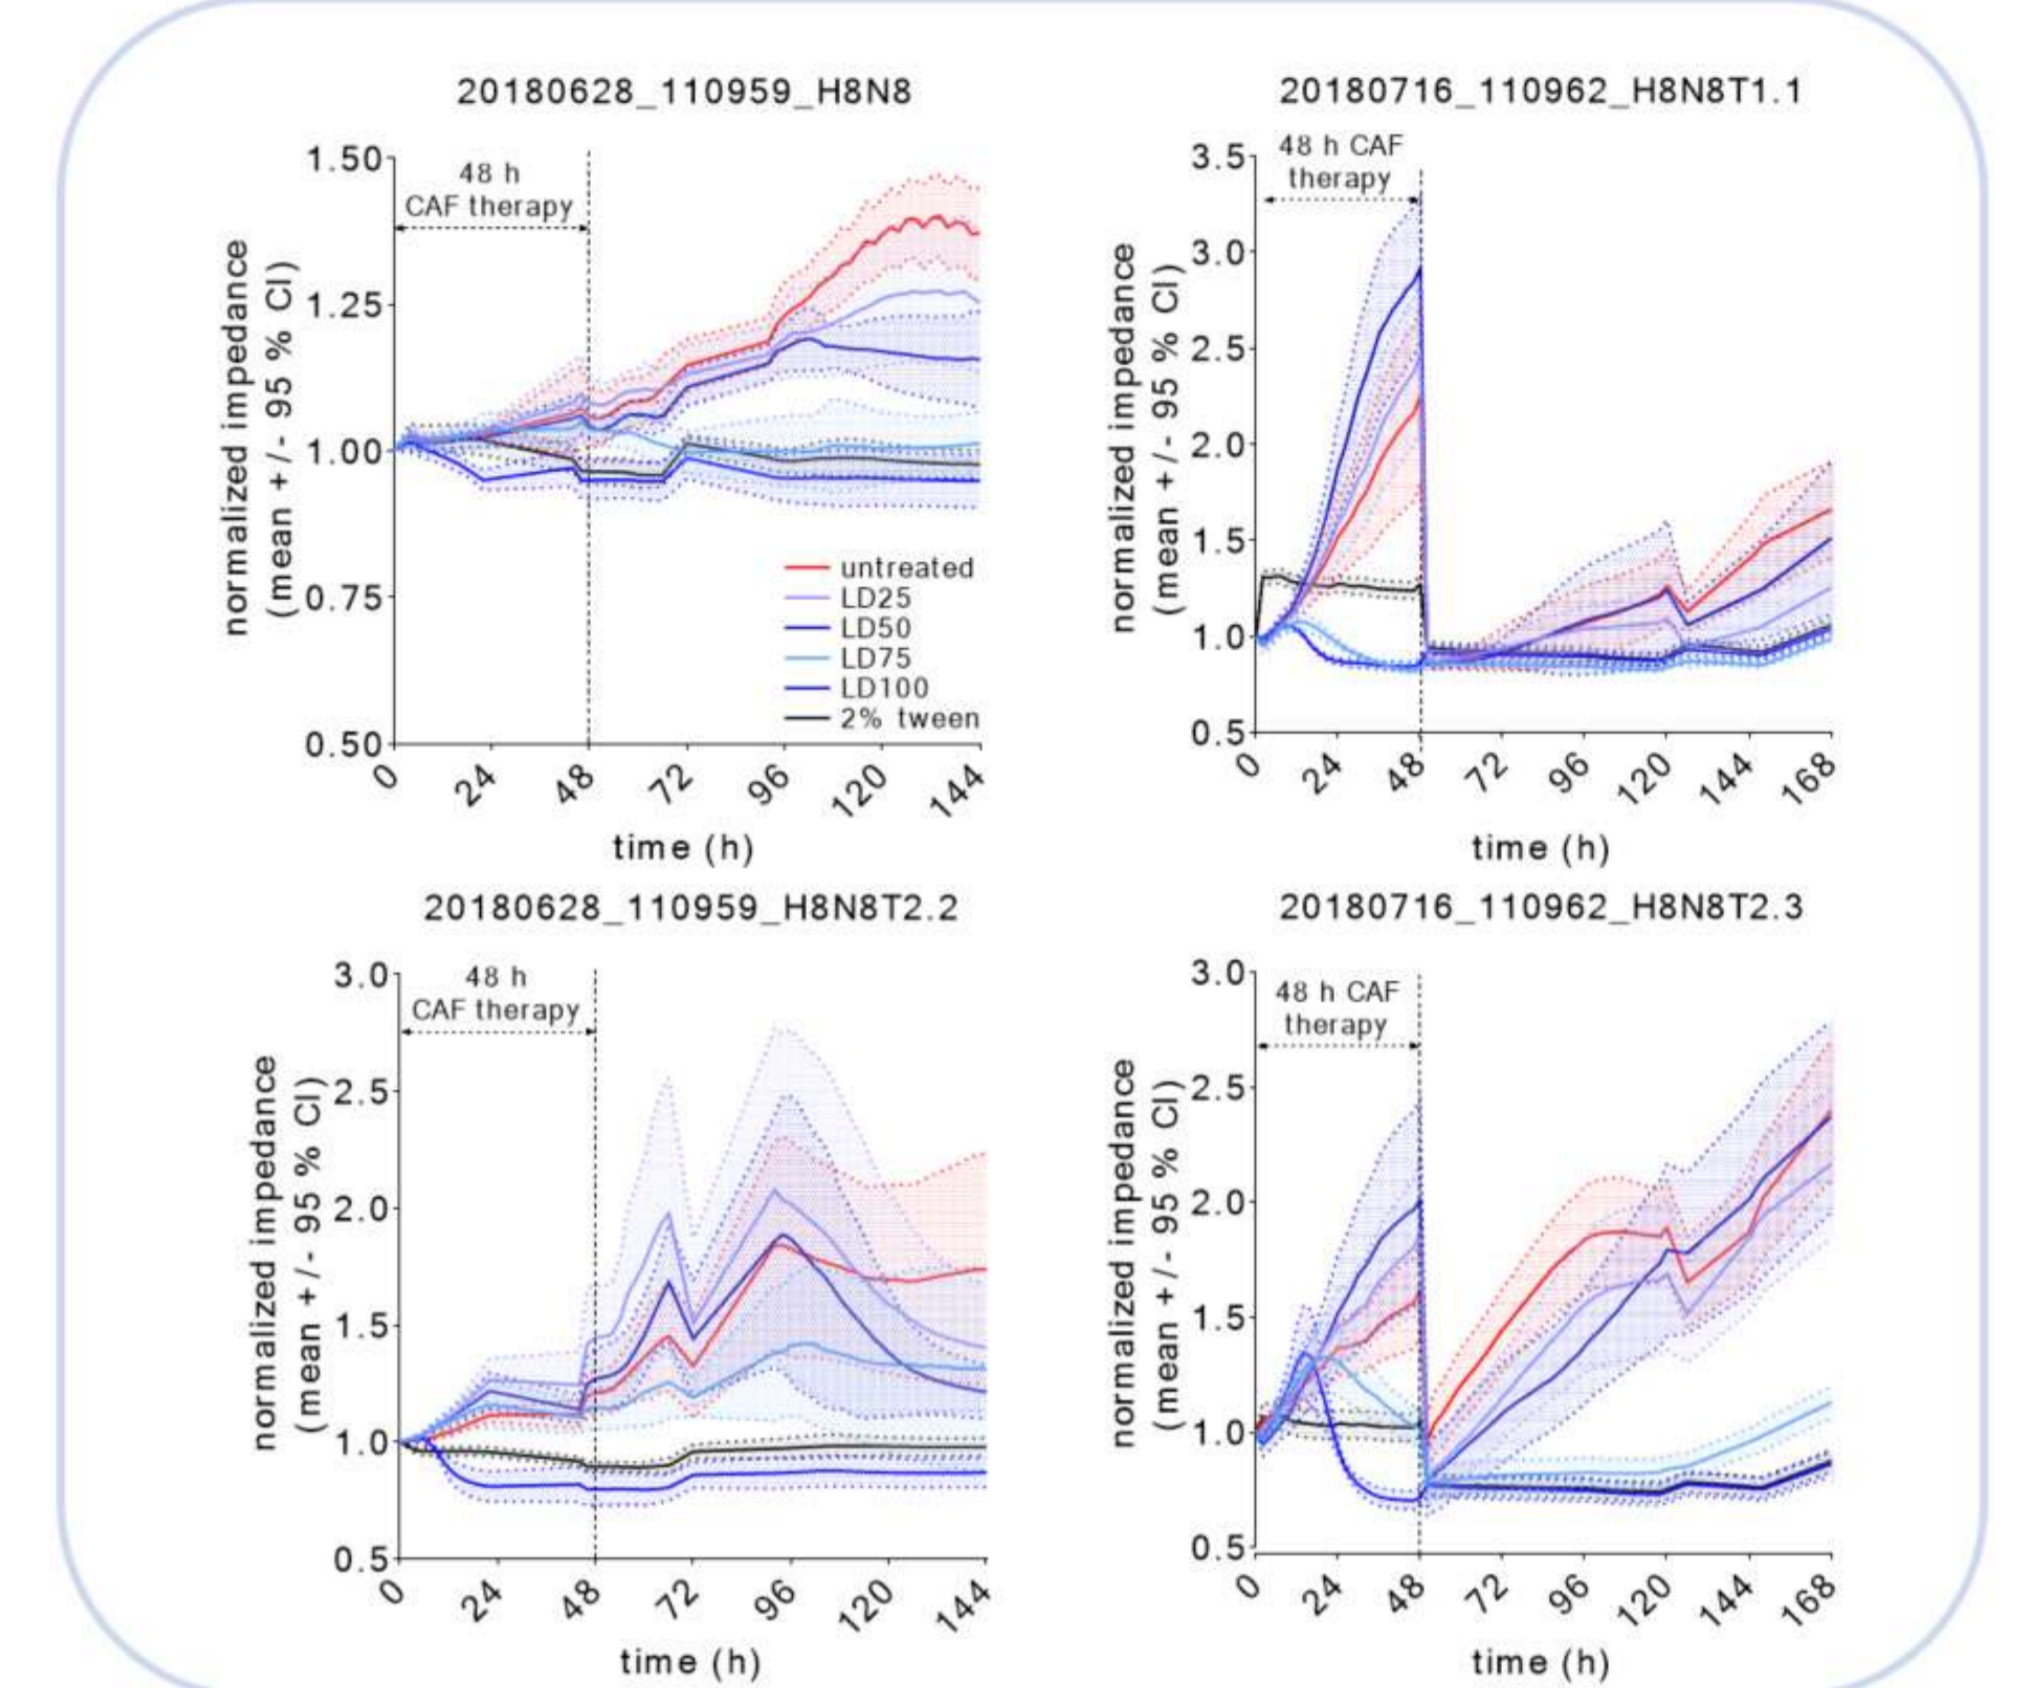 20180628_110959_H8N8
48 h
CAF therapy
normalized impedance
(mean +/- 95 % CI)
1.50
1.25
1.00
0.75
0.50
untreated
LD25
LD50
LD75
LD100
2% tween
0 24 48 72 96 120 144
time (h)
20180716_110962_H8N8T1.1
48 h CAF
therapy
normalized impedance
(mean +/- 95 % CI)
3.5
3.0
2.5
2.0
1.5
1.0
0.5
0 24 48 72 96 120 144 168
time (h)
20180628_110959_H8N8T2.2
48 h
CAF therapy
normalized impedance
(mean +/- 95 % CI)
3.0
2.5
2.0
1.5
1.0
0.5
0 24 48 72 96 120 144
time (h)
20180716_110962_H8N8T2.3
48 h CAF
therapy
normalized impedance
(mean +/- 95 % CI)
3.0
2.5
2.0
1.5
1.0
0.5
0 24 48 72 96 120 144 168
time (h)